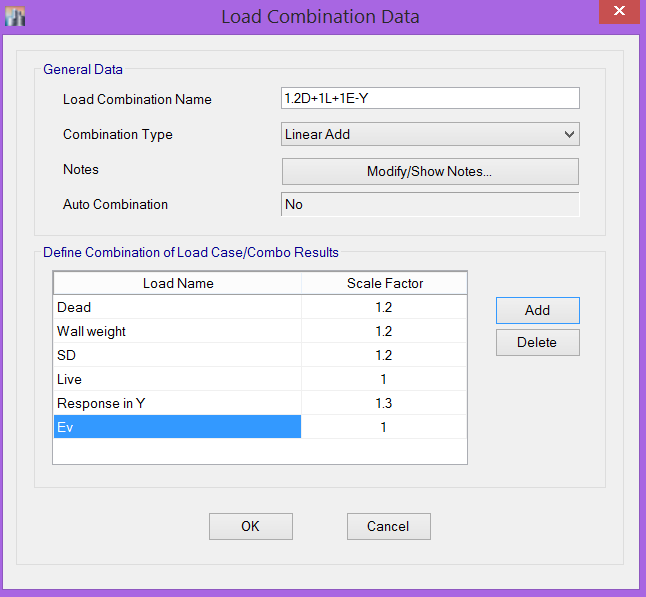 Load Combination Data
General Data
Load Combination Name 1.2D+1L+1E-Y
Combination Type Linear Add
Notes Modify/Show Notes...
Auto Combination No
Define Combination of Load Case/Combo Results
Load Name Scale Factor
Dead 1.2
Wall weight 1.2
SD 1.2
Live 1
Response in Y 1.3
Ev 1
Add
Delete
OK Cancel